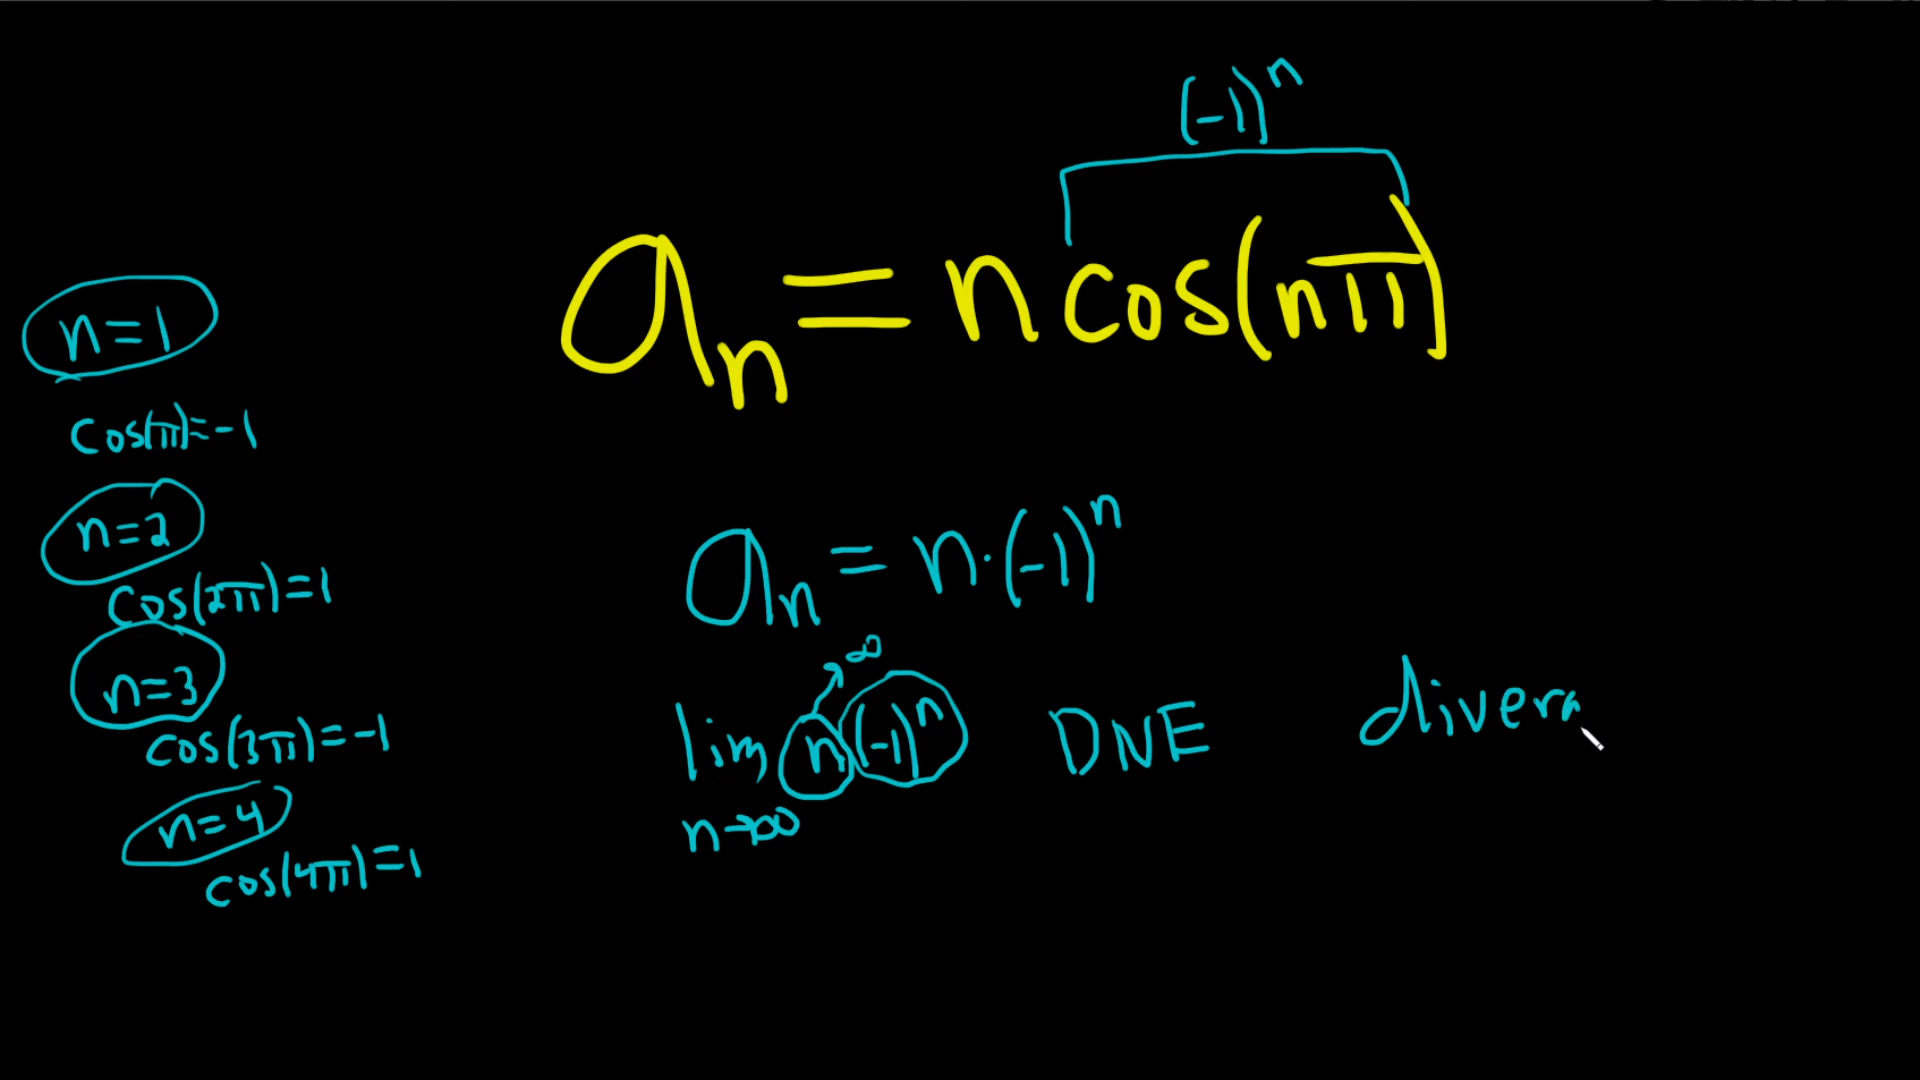 (-1)ⁿ
aₙ = n cos(nπ)
n=1
cos(π)=-1
n=2
cos(2π)=1
n=3
cos(3π)=-1
n=4
cos(4π)=1
aₙ = n·(-1)ⁿ
∞
lim n(-1)ⁿ DNE
n→∞